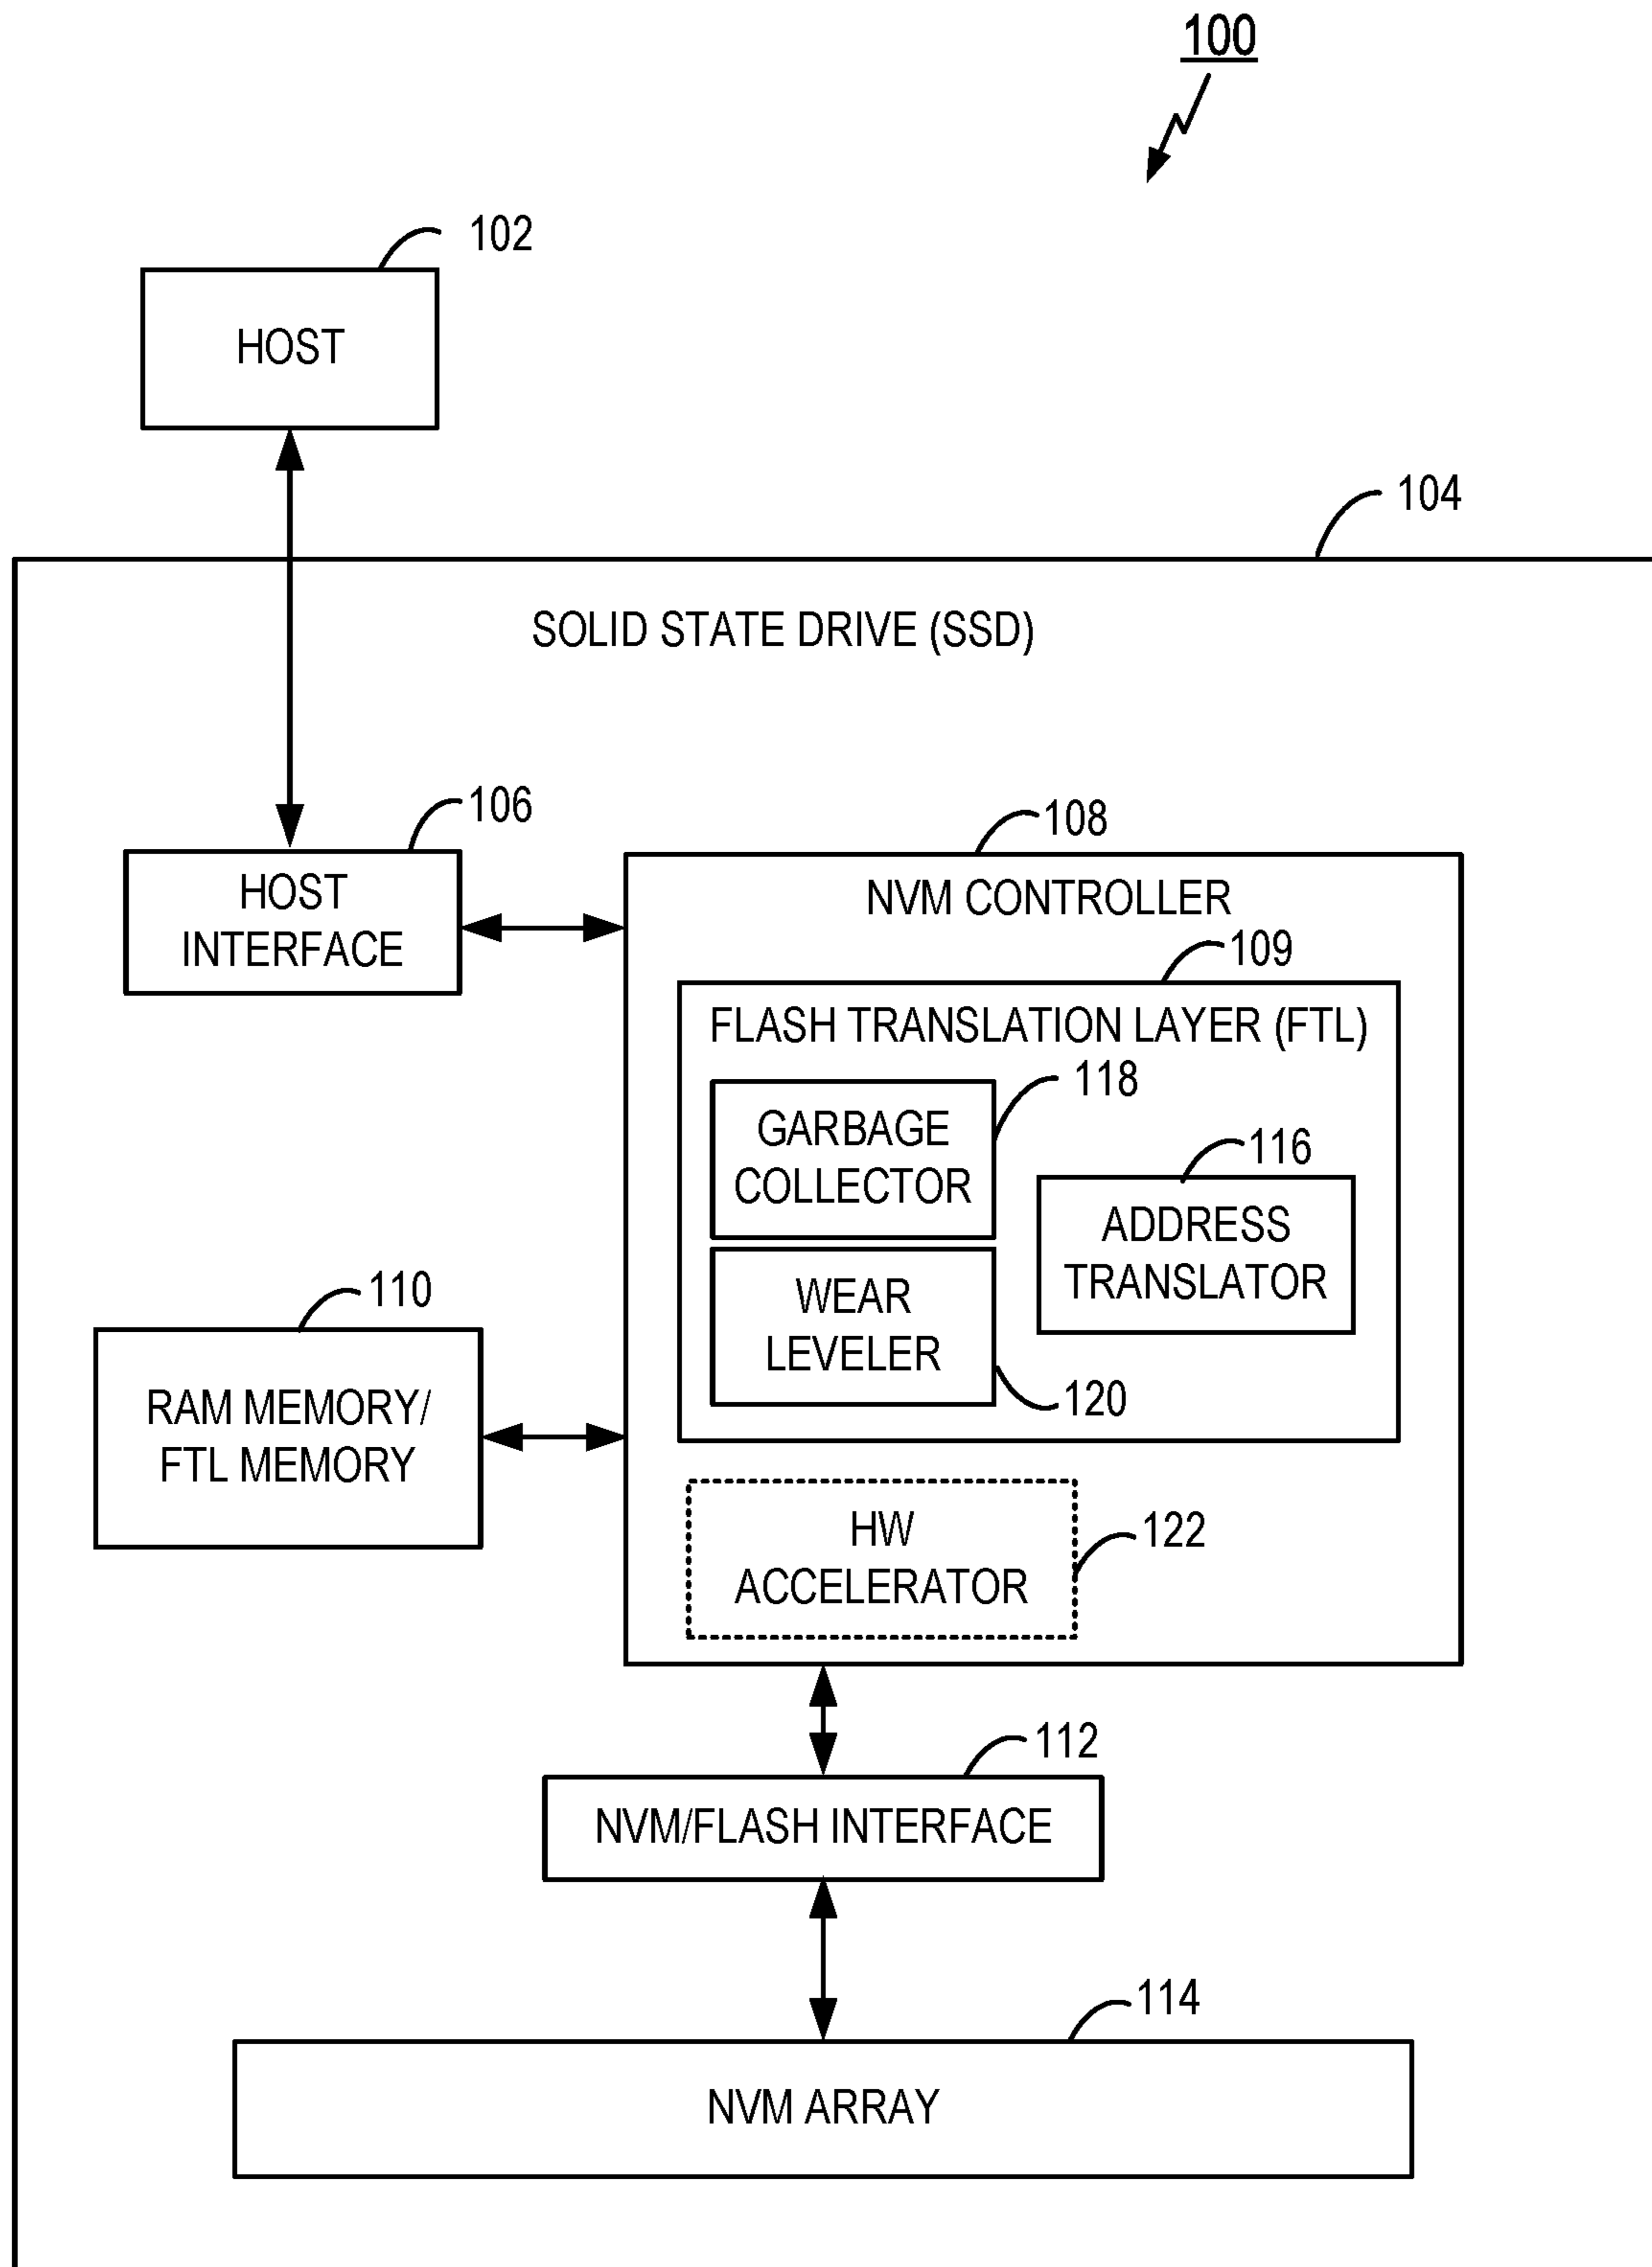 100
102
HOST
104
SOLID STATE DRIVE (SSD)
106
HOST
INTERFACE
108
NVM CONTROLLER
109
FLASH TRANSLATION LAYER (FTL)
118
GARBAGE
COLLECTOR
116
ADDRESS
TRANSLATOR
WEAR
LEVELER
120
110
RAM MEMORY/
FTL MEMORY
HW
ACCELERATOR
122
112
NVM/FLASH INTERFACE
114
NVM ARRAY